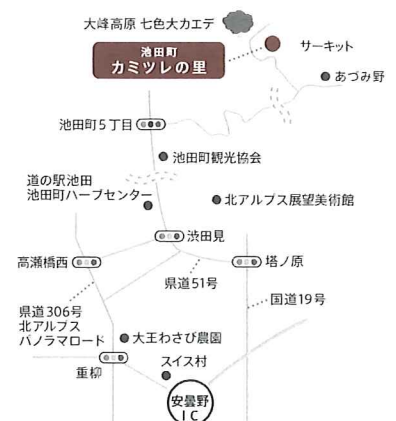 大峰高原 七色大カエデ
池田町
カミツレの里
サーキット
あづみ野
池田町5丁目
池田町観光協会
道の駅池田
池田町ハーブセンター
北アルプス展望美術館
渋田見
高瀬橋西
塔ノ原
県道51号
国道19号
県道306号
北アルプス
パノラマロード
大王わさび農園
スイス村
重柳
安曇野
IC